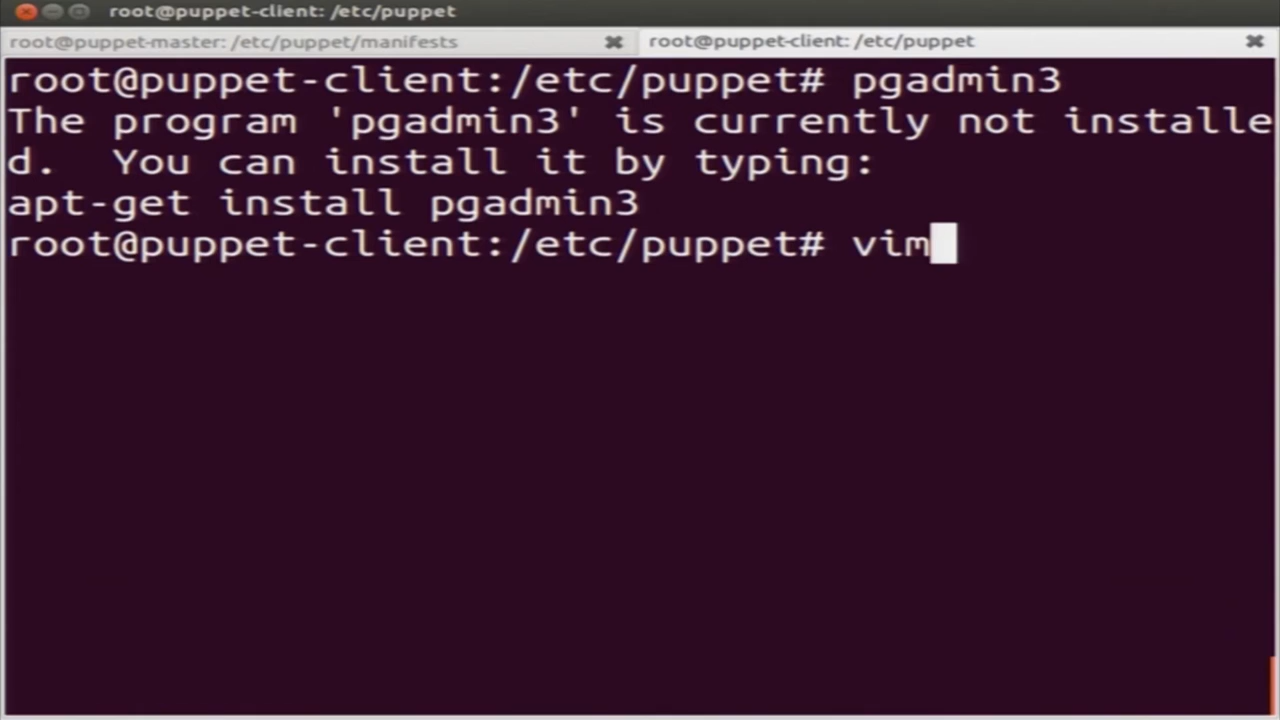 root@puppet-client: /etc/puppet
root@puppet-master: /etc/puppet/manifests
root@puppet-client: /etc/puppet
root@puppet-client:/etc/puppet# pgadmin3
The program 'pgadmin3' is currently not installe
d.  You can install it by typing:
apt-get install pgadmin3
root@puppet-client:/etc/puppet# vim